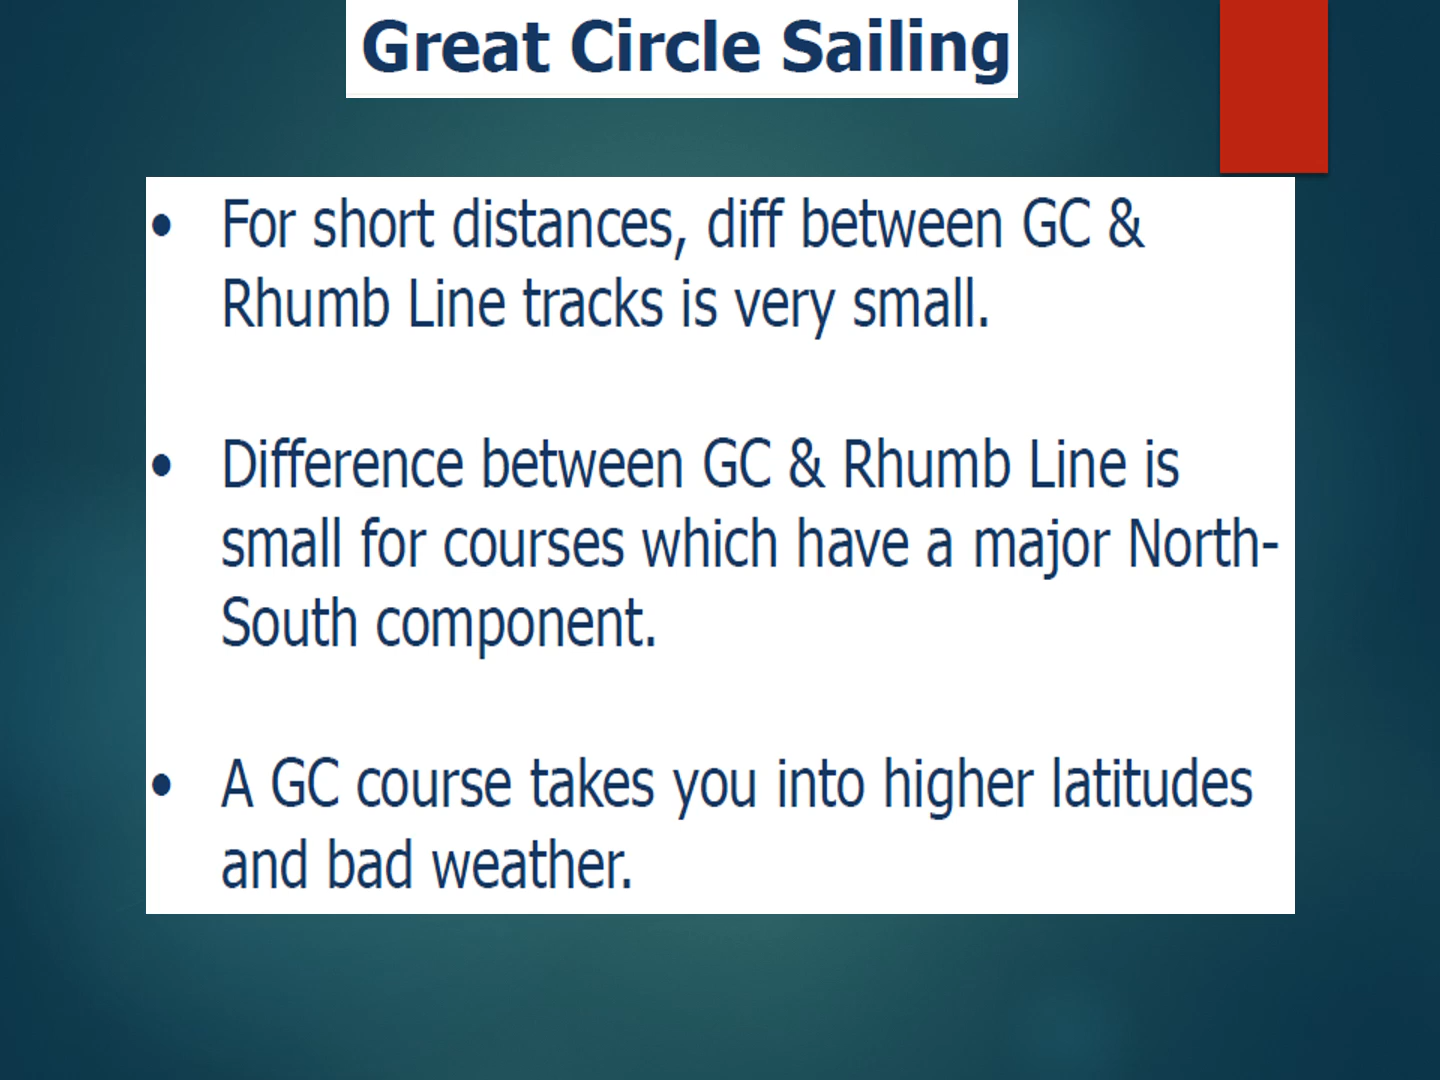 Great Circle Sailing
• For short distances, diff between GC &
Rhumb Line tracks is very small.
• Difference between GC & Rhumb Line is
small for courses which have a major North-
South component.
• A GC course takes you into higher latitudes
and bad weather.